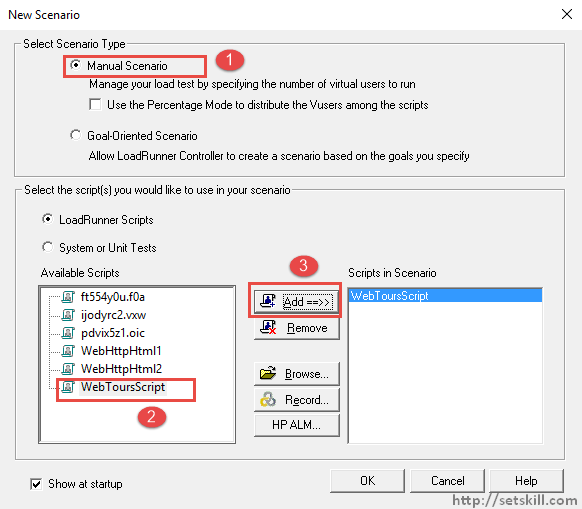 New Scenario
Select Scenario Type
Manual Scenario
1
Manage your load test by specifying the number of virtual users to run
Use the Percentage Mode to distribute the Vusers among the scripts
Goal-Oriented Scenario
Allow LoadRunner Controller to create a scenario based on the goals you specify
Select the script(s) you would like to use in your scenario
LoadRunner Scripts
System or Unit Tests
3
Available Scripts
Scripts in Scenario
ft554y0u.f0a
ijodyrc2.vxw
pdvix5z1.oic
WebHttpHtml1
WebHttpHtml2
WebToursScript
2
Add ==>>
Remove
Browse...
Record...
HP ALM...
WebToursScript
Show at startup
OK
Cancel
Help
http://setskill.com